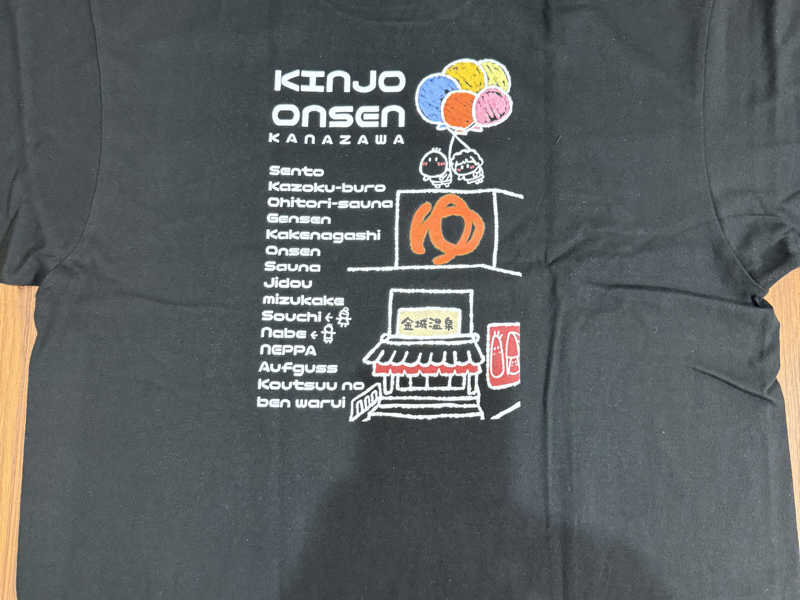 KINJO
ONSEN
KANAZAWA
Sento
Kazoku-buro
Ohitori-sauna
Gensen
Kakenagashi
Onsen
Sauna
Jidou
mizukake
Souchi
Nabe
NEPPA
Aufguss
Koutsuu no
ben warui
ゆ
金城温泉